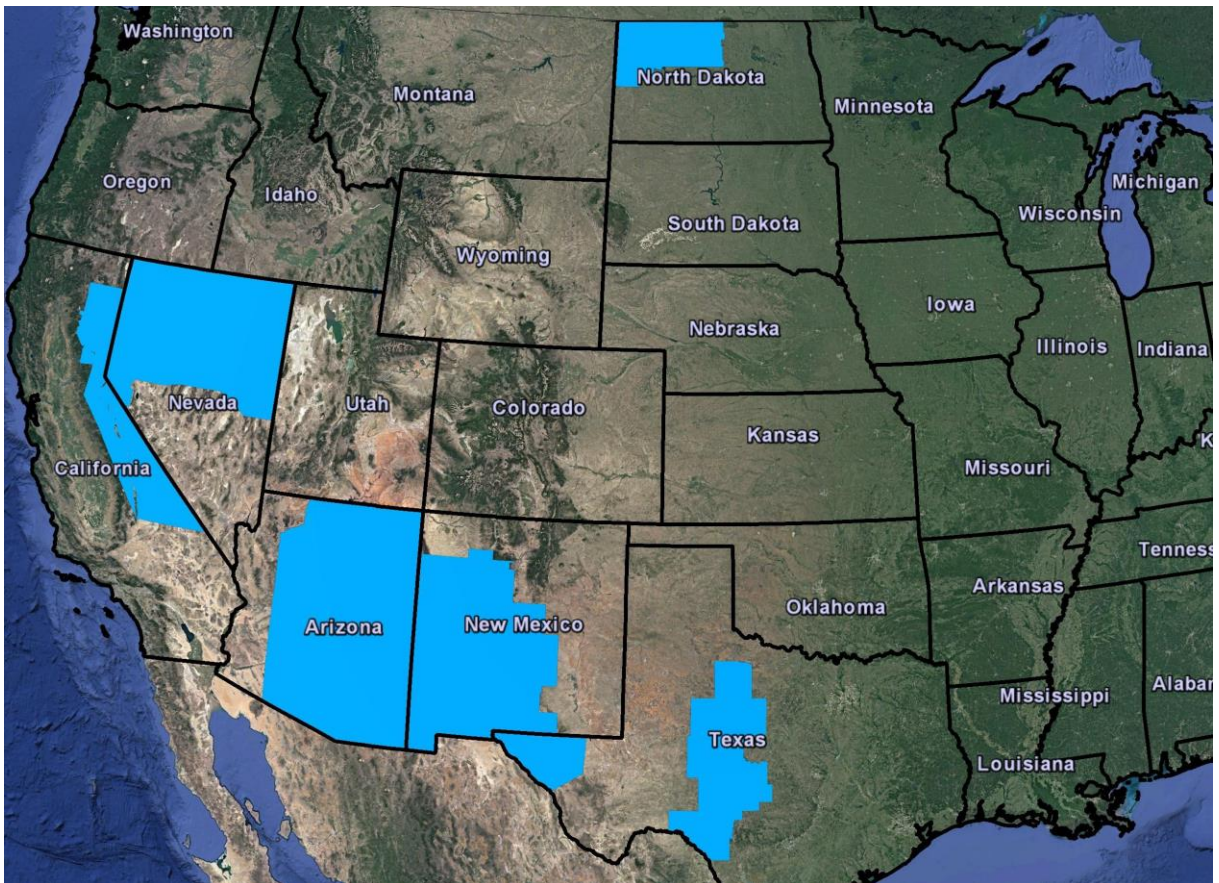 Washington
Montana
North Dakota
Minnesota
Oregon
Idaho
Michigan
Wisconsin
South Dakota
Wyoming
Iowa
Nebraska
Illinois
Indiana
Nevada
Utah
Colorado
Kansas
K
California
Missouri
Tenness
Arkansas
Oklahoma
Arizona
New Mexico
Mississippi
Alabar
Texas
Louisiana